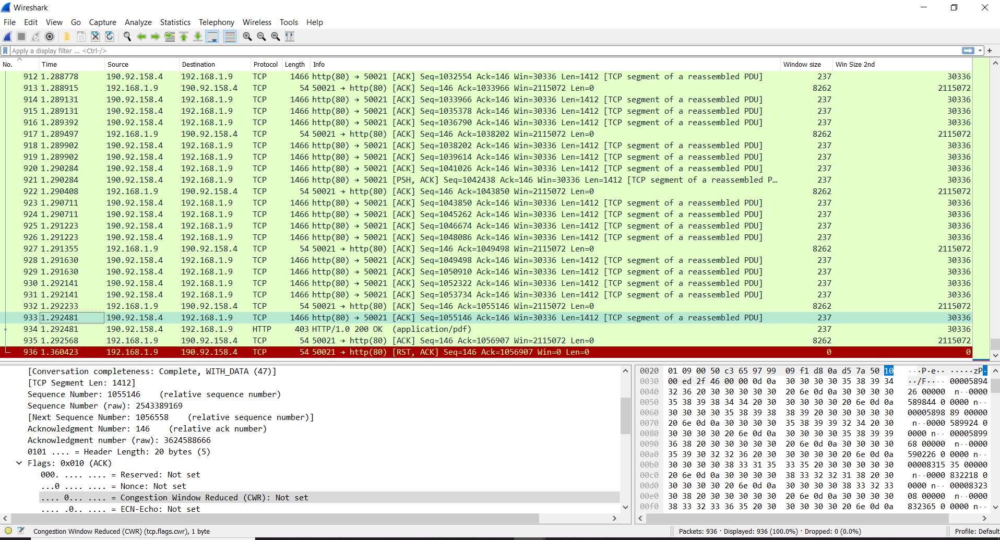 Wireshark
File Edit View Go Capture Analyze Statistics Telephony Wireless Tools Help
Apply a display filter ... <Ctrl-/>
No. Time Source Destination Protocol Length Info Window size Win Size 2nd
912 1.288778 190.92.158.4 192.168.1.9 TCP 1466 http(80) → 50021 [ACK] Seq=1032554 Ack=146 Win=30336 Len=1412 [TCP segment of a reassembled PDU] 237 30336
913 1.288915 192.168.1.9 190.92.158.4 TCP 54 50021 → http(80) [ACK] Seq=146 Ack=1033966 Win=2115072 Len=0 8262 2115072
914 1.289131 190.92.158.4 192.168.1.9 TCP 1466 http(80) → 50021 [ACK] Seq=1033966 Ack=146 Win=30336 Len=1412 [TCP segment of a reassembled PDU] 237 30336
915 1.289131 190.92.158.4 192.168.1.9 TCP 1466 http(80) → 50021 [ACK] Seq=1035378 Ack=146 Win=30336 Len=1412 [TCP segment of a reassembled PDU] 237 30336
916 1.289392 190.92.158.4 192.168.1.9 TCP 1466 http(80) → 50021 [ACK] Seq=1036790 Ack=146 Win=30336 Len=1412 [TCP segment of a reassembled PDU] 237 30336
917 1.289497 192.168.1.9 190.92.158.4 TCP 54 50021 → http(80) [ACK] Seq=146 Ack=1038202 Win=2115072 Len=0 8262 2115072
918 1.289902 190.92.158.4 192.168.1.9 TCP 1466 http(80) → 50021 [ACK] Seq=1038202 Ack=146 Win=30336 Len=1412 [TCP segment of a reassembled PDU] 237 30336
919 1.289902 190.92.158.4 192.168.1.9 TCP 1466 http(80) → 50021 [ACK] Seq=1039614 Ack=146 Win=30336 Len=1412 [TCP segment of a reassembled PDU] 237 30336
920 1.290284 190.92.158.4 192.168.1.9 TCP 1466 http(80) → 50021 [ACK] Seq=1041026 Ack=146 Win=30336 Len=1412 [TCP segment of a reassembled PDU] 237 30336
921 1.290284 190.92.158.4 192.168.1.9 TCP 1466 http(80) → 50021 [PSH, ACK] Seq=1042438 Ack=146 Win=30336 Len=1412 [TCP segment of a reassembled P… 237 30336
922 1.290408 192.168.1.9 190.92.158.4 TCP 54 50021 → http(80) [ACK] Seq=146 Ack=1043850 Win=2115072 Len=0 8262 2115072
923 1.290711 190.92.158.4 192.168.1.9 TCP 1466 http(80) → 50021 [ACK] Seq=1043850 Ack=146 Win=30336 Len=1412 [TCP segment of a reassembled PDU] 237 30336
924 1.290711 190.92.158.4 192.168.1.9 TCP 1466 http(80) → 50021 [ACK] Seq=1045262 Ack=146 Win=30336 Len=1412 [TCP segment of a reassembled PDU] 237 30336
925 1.291223 190.92.158.4 192.168.1.9 TCP 1466 http(80) → 50021 [ACK] Seq=1046674 Ack=146 Win=30336 Len=1412 [TCP segment of a reassembled PDU] 237 30336
926 1.291223 190.92.158.4 192.168.1.9 TCP 1466 http(80) → 50021 [ACK] Seq=1048086 Ack=146 Win=30336 Len=1412 [TCP segment of a reassembled PDU] 237 30336
927 1.291355 192.168.1.9 190.92.158.4 TCP 54 50021 → http(80) [ACK] Seq=146 Ack=1049498 Win=2115072 Len=0 8262 2115072
928 1.291630 190.92.158.4 192.168.1.9 TCP 1466 http(80) → 50021 [ACK] Seq=1049498 Ack=146 Win=30336 Len=1412 [TCP segment of a reassembled PDU] 237 30336
929 1.291630 190.92.158.4 192.168.1.9 TCP 1466 http(80) → 50021 [ACK] Seq=1050910 Ack=146 Win=30336 Len=1412 [TCP segment of a reassembled PDU] 237 30336
930 1.292141 190.92.158.4 192.168.1.9 TCP 1466 http(80) → 50021 [ACK] Seq=1052322 Ack=146 Win=30336 Len=1412 [TCP segment of a reassembled PDU] 237 30336
931 1.292141 190.92.158.4 192.168.1.9 TCP 1466 http(80) → 50021 [ACK] Seq=1053734 Ack=146 Win=30336 Len=1412 [TCP segment of a reassembled PDU] 237 30336
932 1.292233 192.168.1.9 190.92.158.4 TCP 54 50021 → http(80) [ACK] Seq=146 Ack=1055146 Win=2115072 Len=0 8262 2115072
933 1.292481 190.92.158.4 192.168.1.9 TCP 1466 http(80) → 50021 [ACK] Seq=1055146 Ack=146 Win=30336 Len=1412 [TCP segment of a reassembled PDU] 237 30336
934 1.292481 190.92.158.4 192.168.1.9 HTTP 403 HTTP/1.0 200 OK (application/pdf) 237 30336
935 1.292568 192.168.1.9 190.92.158.4 TCP 54 50021 → http(80) [ACK] Seq=146 Ack=1056907 Win=2115072 Len=0 8262 2115072
936 1.360423 192.168.1.9 190.92.158.4 TCP 54 50021 → http(80) [RST, ACK] Seq=146 Ack=1056907 Win=0 Len=0 0 0
[Conversation completeness: Complete, WITH_DATA (47)]
[TCP Segment Len: 1412]
Sequence Number: 1055146 (relative sequence number)
Sequence Number (raw): 2543389169
[Next Sequence Number: 1056558 (relative sequence number)]
Acknowledgment Number: 146 (relative ack number)
Acknowledgment number (raw): 3624588666
0101 .... = Header Length: 20 bytes (5)
Flags: 0x010 (ACK)
000. .... .... = Reserved: Not set
...0 .... .... = Nonce: Not set
.... 0... .... = Congestion Window Reduced (CWR): Not set
.... .0.. .... = ECN-Echo: Not set
0020 01 09 00 50 c3 65 97 99 09 f1 d8 0a d5 7a 50 10 ···P·e·· ·····zP·
0030 00 ed 2f 46 00 00 0d 0a 30 30 30 30 35 38 39 34 ··/F···· 00005894
0040 32 36 20 30 30 30 30 30 20 6e 0d 0a 30 30 30 30 26 00000 n··0000
0050 35 38 39 38 34 34 20 30 30 30 30 30 20 6e 0d 0a 589844 0 0000 n··
0060 30 30 30 30 35 38 39 38 38 39 20 30 30 30 30 30 00005898 89 00000
0070 20 6e 0d 0a 30 30 30 30 35 38 39 39 32 34 20 30 n··0000 589924 0
0080 30 30 30 30 20 6e 0d 0a 30 30 30 30 35 38 39 39 0000 n·· 00005899
0090 36 38 20 30 30 30 30 30 20 6e 0d 0a 30 30 30 30 68 00000 n··0000
00a0 35 39 30 32 32 36 20 30 30 30 30 30 20 6e 0d 0a 590226 0 0000 n··
00b0 30 30 30 30 38 33 31 35 33 35 20 30 30 30 30 30 00008315 35 00000
00c0 20 6e 0d 0a 30 30 30 30 38 33 32 32 31 38 20 30 n··0000 832218 0
00d0 30 30 30 30 20 6e 0d 0a 30 30 30 30 38 33 32 33 0000 n·· 00008323
00e0 30 38 20 30 30 30 30 30 20 6e 0d 0a 30 30 30 30 08 00000 n··0000
00f0 38 33 32 33 36 35 20 30 30 30 30 30 20 6e 0d 0a 832365 0 0000 n··
Congestion Window Reduced (CWR) (tcp.flags.cwr), 1 byte Packets: 936 · Displayed: 936 (100.0%) · Dropped: 0 (0.0%) Profile: Default